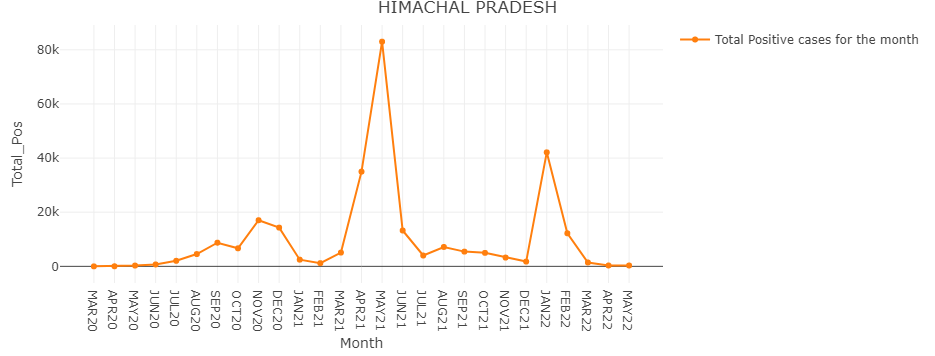 HIMACHAL PRADESH
Total Positive cases for the month
Total_Pos
80k
60k
40k
20k
0
MAR20
APR20
MAY20
JUN20
JUL20
AUG20
SEP20
OCT20
NOV20
DEC20
JAN21
FEB21
MAR21
APR21
MAY21
JUN21
JUL21
AUG21
SEP21
OCT21
NOV21
DEC21
JAN22
FEB22
MAR22
APR22
MAY22
Month